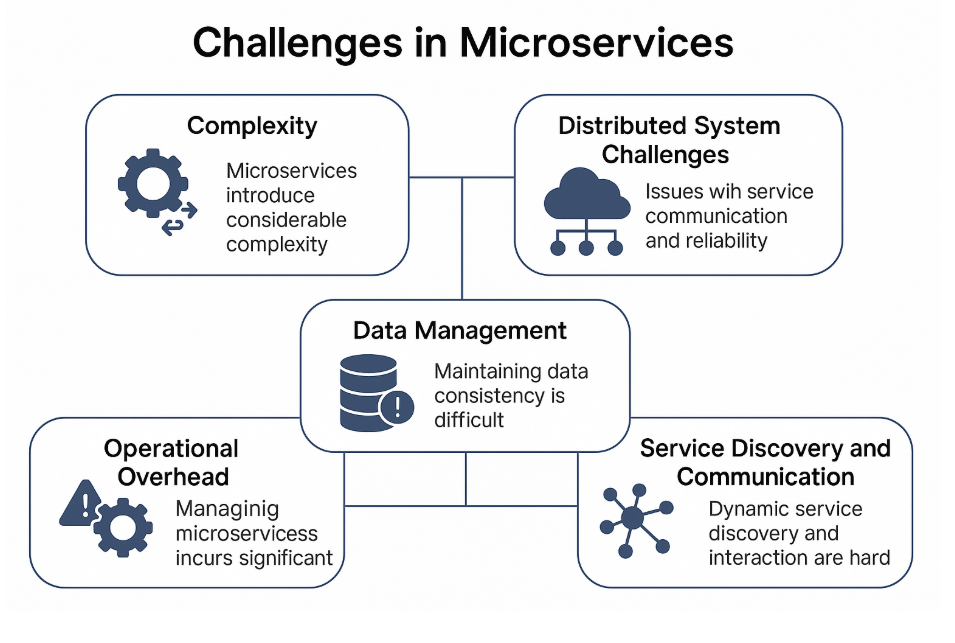 Challenges in Microservices
Complexity
Microservices
introduce
considerable
complexity
Distributed System
Challenges
Issues wih service
communication
and reliability
Data Management
Maintaining data
consistency is
difficult
Operational
Overhead
Managinig
microservicess
incurs significant
Service Discovery and
Communication
Dynamic service
discovery and
interaction are hard